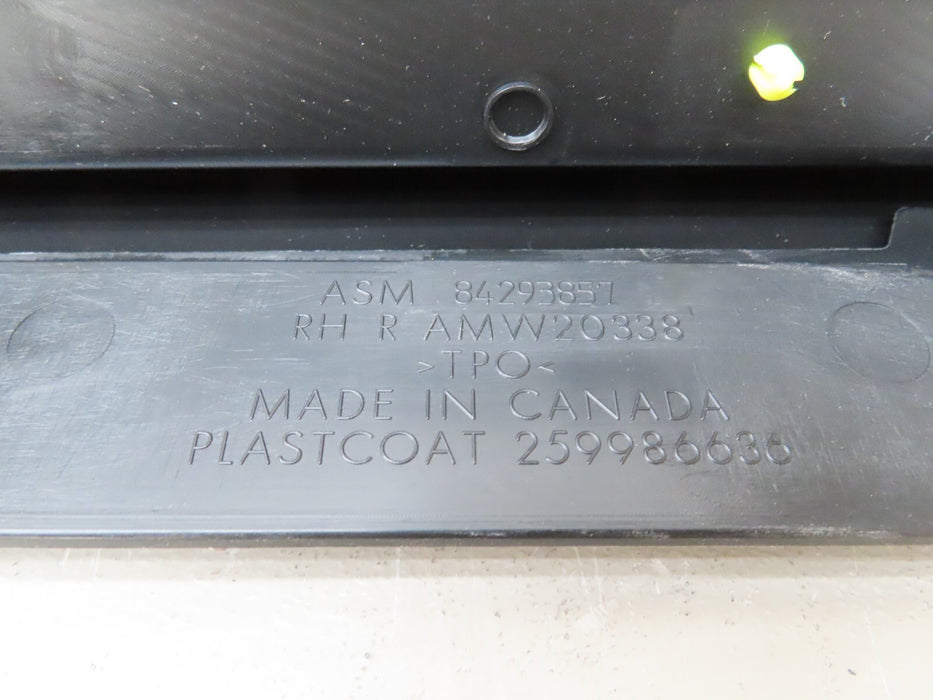 ASM 84293857
RH R AMW20338
>TPO<
MADE IN CANADA
PLASTCOAT 259986636